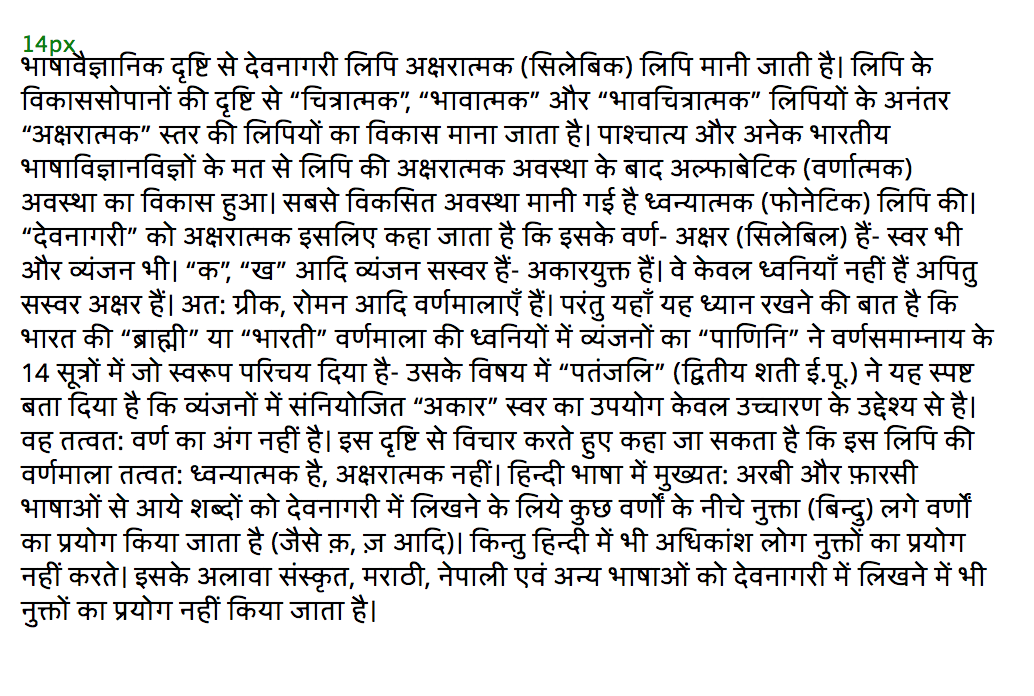 14px
भाषावैज्ञानिक दृष्टि से देवनागरी लिपि अक्षरात्मक (सिलेबिक) लिपि मानी जाती है| लिपि के
विकाससोपानों की दृष्टि से “चित्रात्मक”, “भावात्मक” और “भावचित्रात्मक” लिपियों के अनंतर
“अक्षरात्मक” स्तर की लिपियों का विकास माना जाता है| पाश्चात्य और अनेक भारतीय
भाषाविज्ञानविज्ञों के मत से लिपि की अक्षरात्मक अवस्था के बाद अल्फाबेटिक (वर्णात्मक)
अवस्था का विकास हुआ| सबसे विकसित अवस्था मानी गई है ध्वन्यात्मक (फोनेटिक) लिपि की|
“देवनागरी” को अक्षरात्मक इसलिए कहा जाता है कि इसके वर्ण- अक्षर (सिलेबिल) हैं- स्वर भी
और व्यंजन भी| “क”, “ख” आदि व्यंजन सस्वर हैं- अकारयुक्त हैं| वे केवल ध्वनियाँ नहीं हैं अपितु
सस्वर अक्षर हैं| अत: ग्रीक, रोमन आदि वर्णमालाएँ हैं| परंतु यहाँ यह ध्यान रखने की बात है कि
भारत की “ब्राह्मी” या “भारती” वर्णमाला की ध्वनियों में व्यंजनों का “पाणिनि” ने वर्णसमाम्नाय के
14 सूत्रों में जो स्वरूप परिचय दिया है- उसके विषय में “पतंजलि” (द्वितीय शती ई.पू.) ने यह स्पष्ट
बता दिया है कि व्यंजनों में संनियोजित “अकार” स्वर का उपयोग केवल उच्चारण के उद्देश्य से है|
वह तत्वत: वर्ण का अंग नहीं है| इस दृष्टि से विचार करते हुए कहा जा सकता है कि इस लिपि की
वर्णमाला तत्वत: ध्वन्यात्मक है, अक्षरात्मक नहीं| हिन्दी भाषा में मुख्यत: अरबी और फ़ारसी
भाषाओं से आये शब्दों को देवनागरी में लिखने के लिये कुछ वर्णों के नीचे नुक्ता (बिन्दु) लगे वर्णों
का प्रयोग किया जाता है (जैसे क़, ज़ आदि)| किन्तु हिन्दी में भी अधिकांश लोग नुक्तों का प्रयोग
नहीं करते| इसके अलावा संस्कृत, मराठी, नेपाली एवं अन्य भाषाओं को देवनागरी में लिखने में भी
नुक्तों का प्रयोग नहीं किया जाता है|